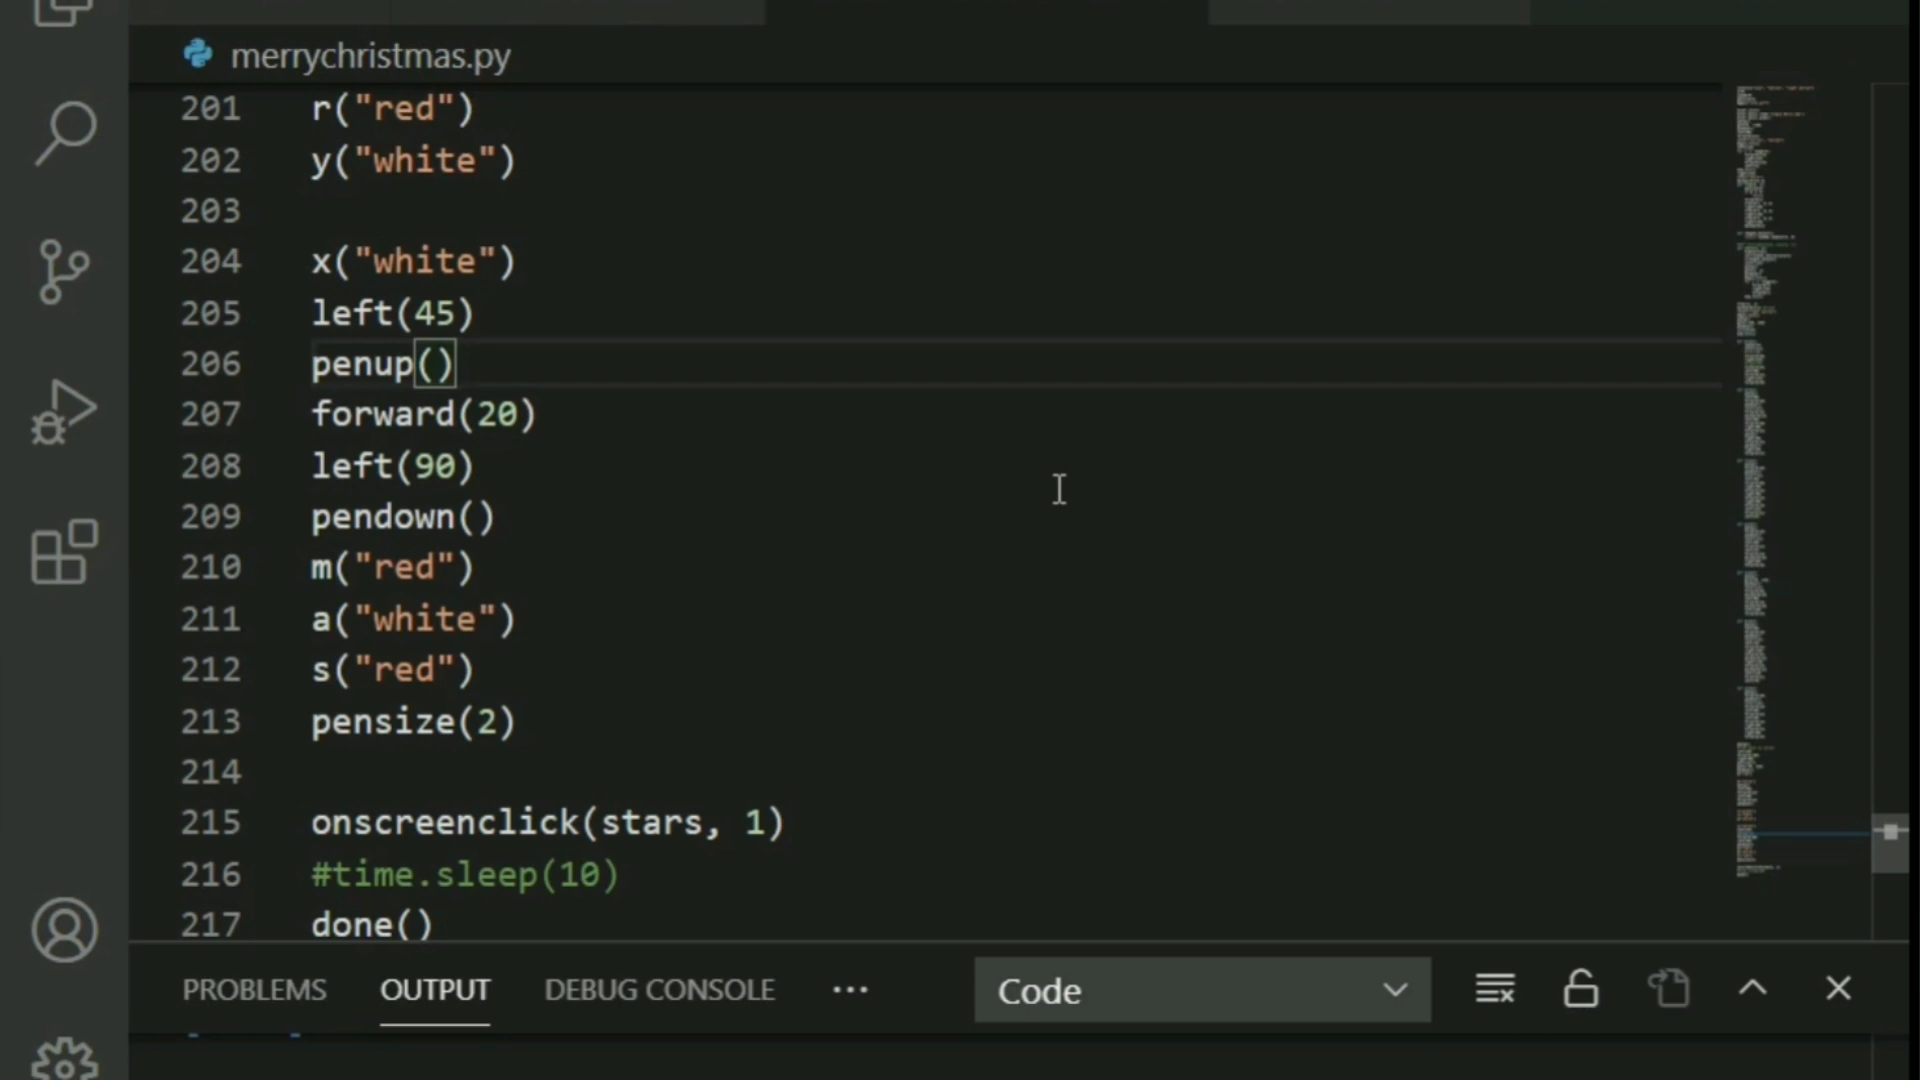 merrychristmas.py
201 r("red")
202 y("white")
203
204 x("white")
205 left(45)
206 penup()
207 forward(20)
208 left(90)
209 pendown()
210 m("red")
211 a("white")
212 s("red")
213 pensize(2)
214
215 onscreenclick(stars, 1)
216 #time.sleep(10)
217 done()
PROBLEMS OUTPUT DEBUG CONSOLE ··· Code